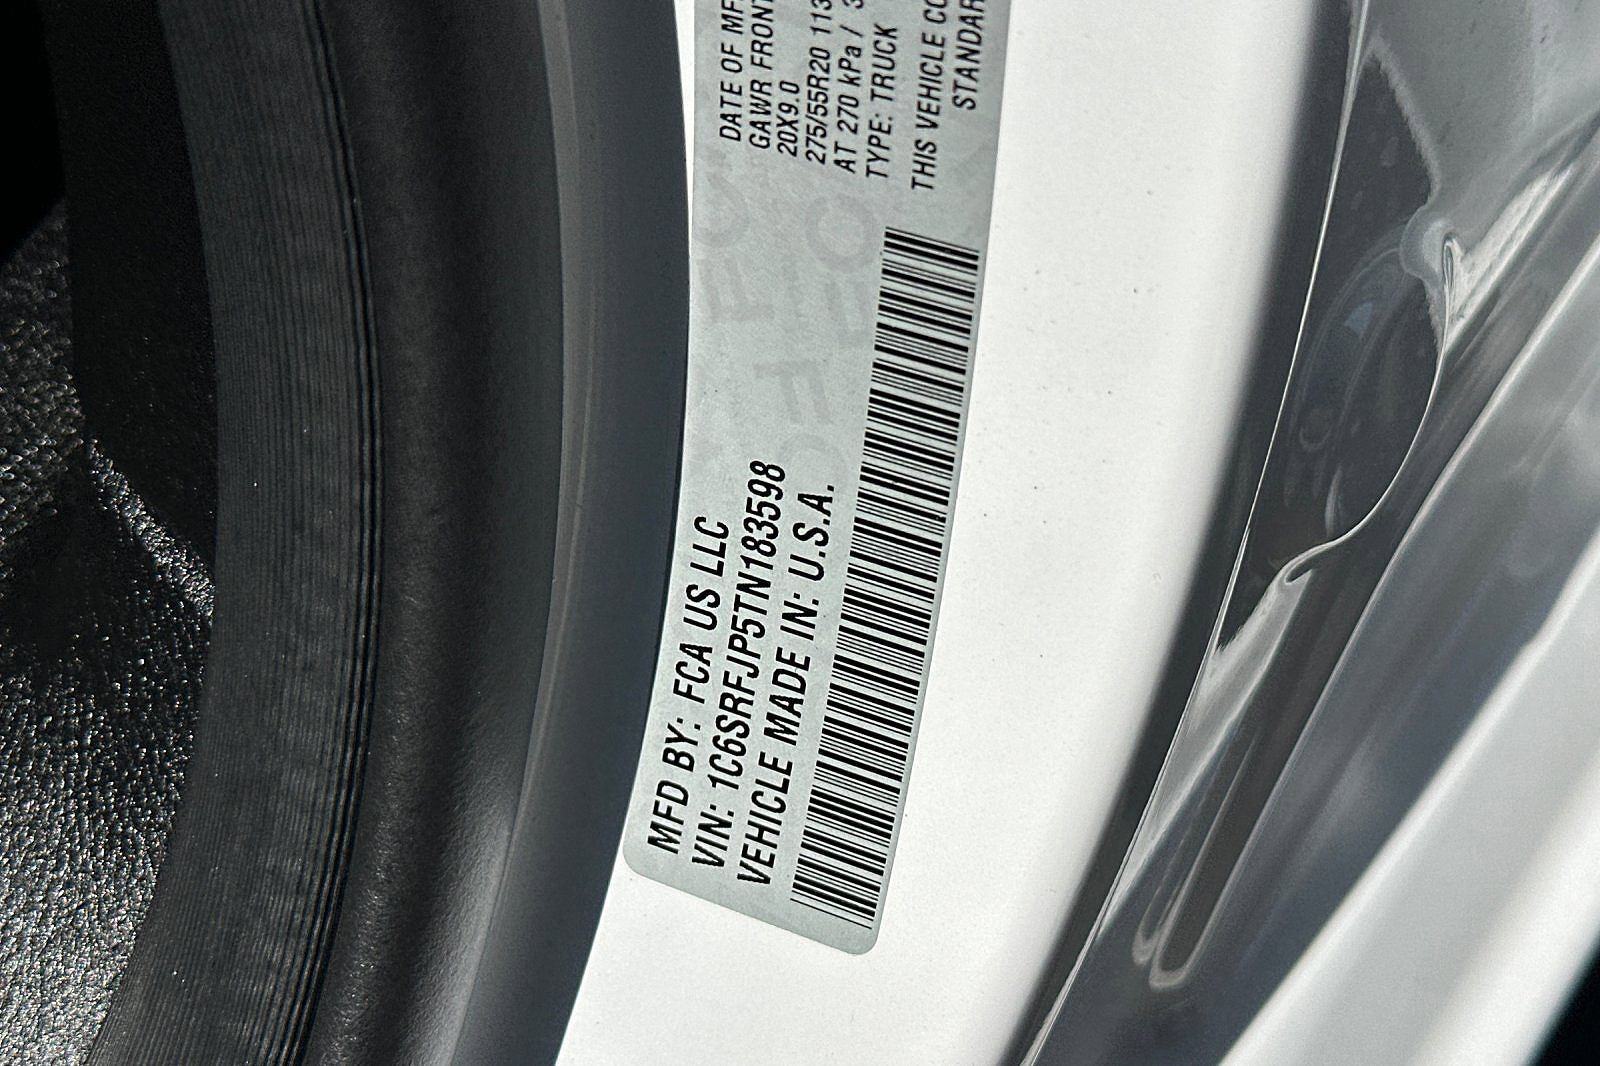 MFD BY: FCA US LLC
VIN: 1C6SRFJP5TN183598
VEHICLE MADE IN: U.S.A.
DATE OF MF
GAWR FRONT
20X9.0
275/55R20 113
AT 270 kPa / 3
TYPE: TRUCK
THIS VEHICLE CO
STANDAR